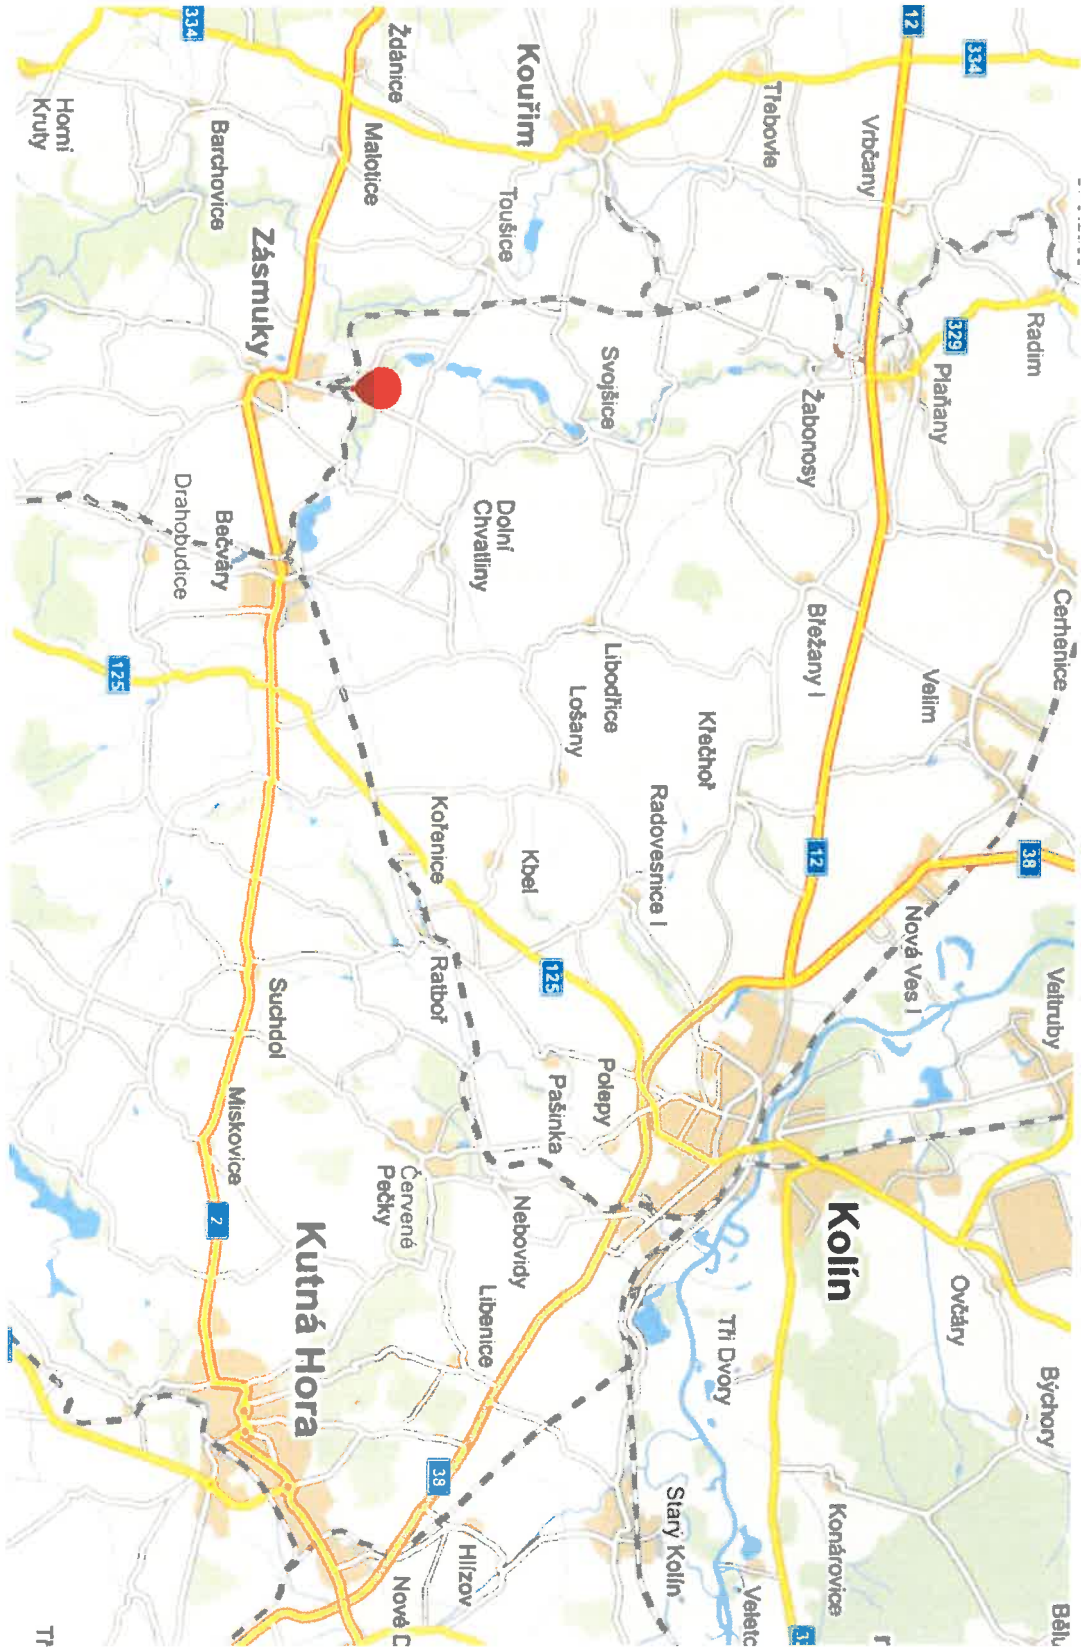 334
12
Cerhenice
Veltruby
Býchory
Radim
329
38
Velim
Plaňany
Nová Ves I
Ovčáry
Vrbčany
Břežany I
12
Kolín
Konárovice
Žabonosy
Třebovle
Křečhoř
Tři Dvory
Radovesnice I
Starý Kolín
Svojšice
Libodřice
Lošany
Polepy
Pašinka
125
Kouřim
Kbel
Nebovidy
Toušice
Dolní
Chvatliny
Kořenice
Ratboř
Libenice
Hlízov
38
Ždánice
Malotice
Červené
Pečky
Zásmuky
Suchdol
Kutná Hora
Barchovice
Bečváry
Miskovice
2
334
Drahobudice
125
Horní
Kruty